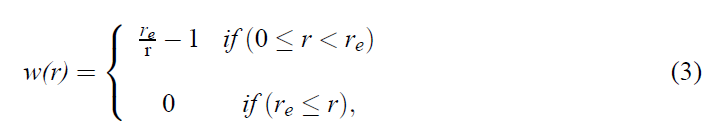 w(r) = { r_e/r − 1 if (0 ≤ r < r_e)
0 if (r_e ≤ r), (3)